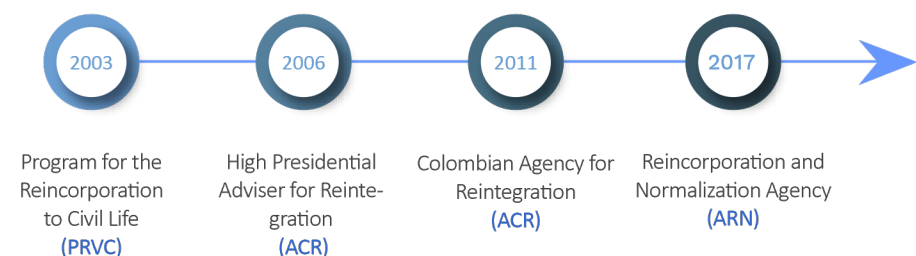 2003
2006
2011
2017
Program for the
Reincorporation
to Civil Life
(PRVC)
High Presidential
Adviser for Reinte-
gration
(ACR)
Colombian Agency for
Reintegration
(ACR)
Reincorporation and
Normalization Agency
(ARN)